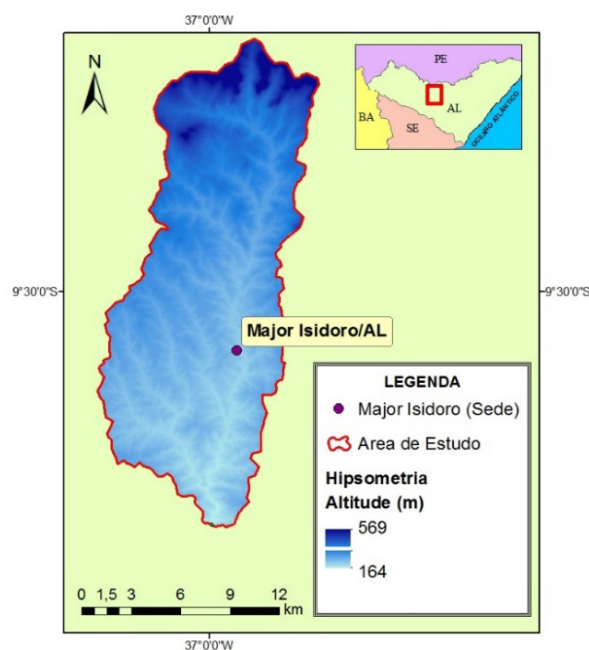 37°0'0"W
N
PE
AL
BA
SE
OCEANO ATLÂNTICO
9°30'0"S
9°30'0"S
Major Isidoro/AL
LEGENDA
Major Isidoro (Sede)
Area de Estudo
Hipsometria
Altitude (m)
569
164
0 1,5 3 6 9 12
km
37°0'0"W